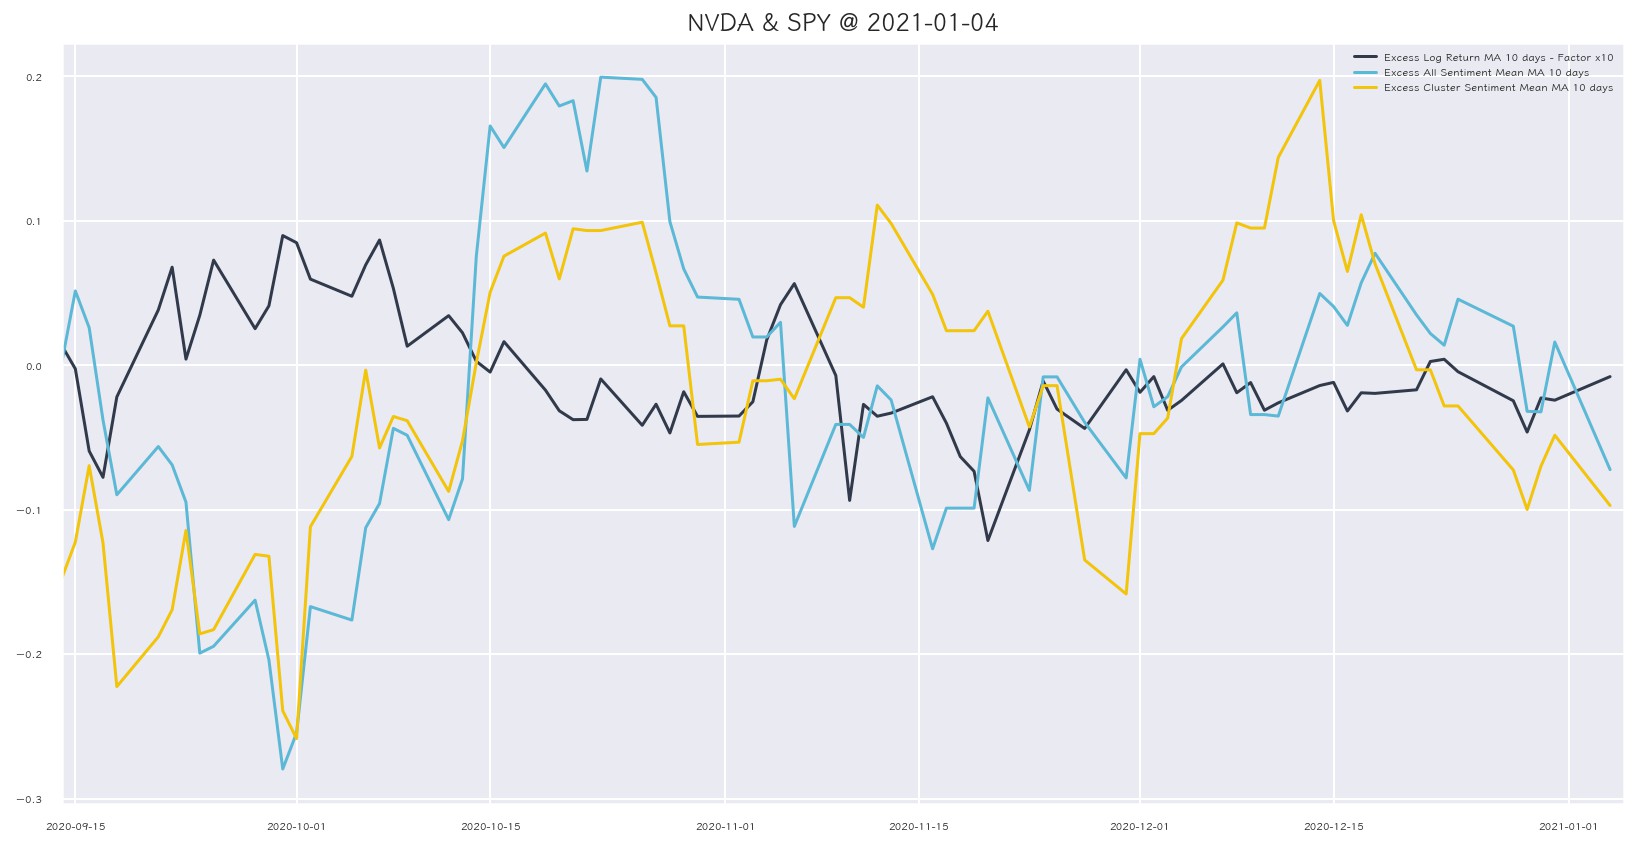 NVDA & SPY @ 2021-01-04
Excess Log Return MA 10 days - Factor x10
Excess All Sentiment Mean MA 10 days
Excess Cluster Sentiment Mean MA 10 days
0.2
0.1
0.0
−0.1
−0.2
−0.3
2020-09-15 2020-10-01 2020-10-15 2020-11-01 2020-11-15 2020-12-01 2020-12-15 2021-01-01